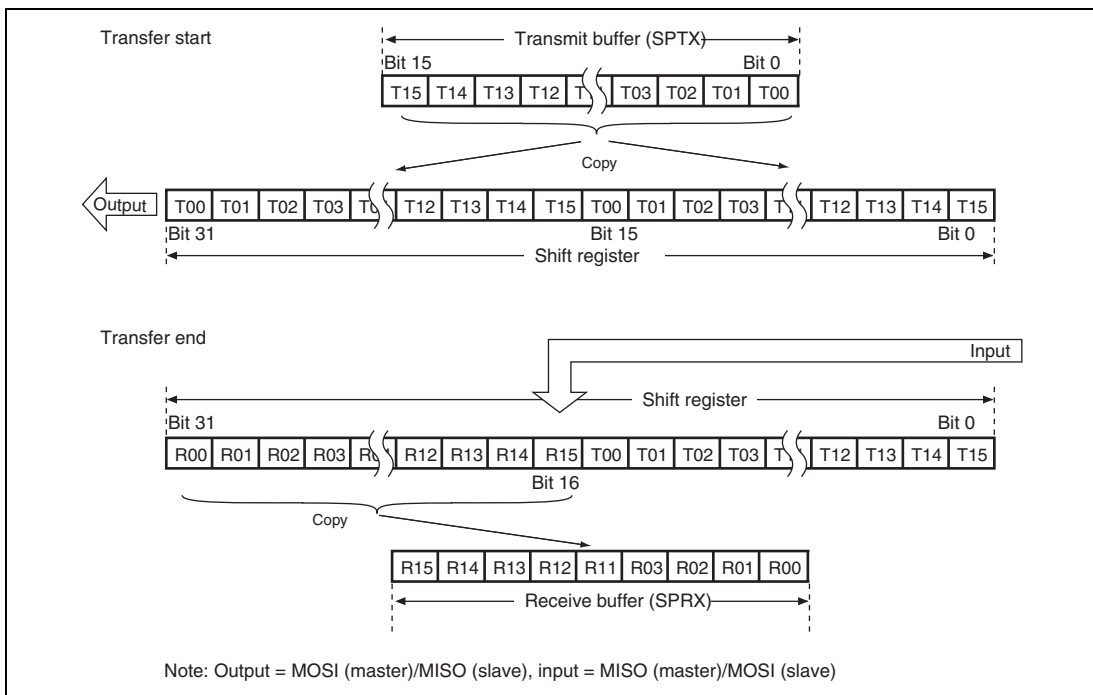 Transfer start
Transmit buffer (SPTX)
Bit 15 Bit 0
T15 T14 T13 T12 T03 T02 T01 T00
Copy
Output
T00 T01 T02 T03 T12 T13 T14 T15 T00 T01 T02 T03 T12 T13 T14 T15
Bit 31 Bit 15 Bit 0
Shift register
Transfer end
Input
Shift register
Bit 31 Bit 0
R00 R01 R02 R03 R12 R13 R14 R15 T00 T01 T02 T03 T12 T13 T14 T15
Bit 16
Copy
R15 R14 R13 R12 R11 R03 R02 R01 R00
Receive buffer (SPRX)
Note: Output = MOSI (master)/MISO (slave), input = MISO (master)/MOSI (slave)